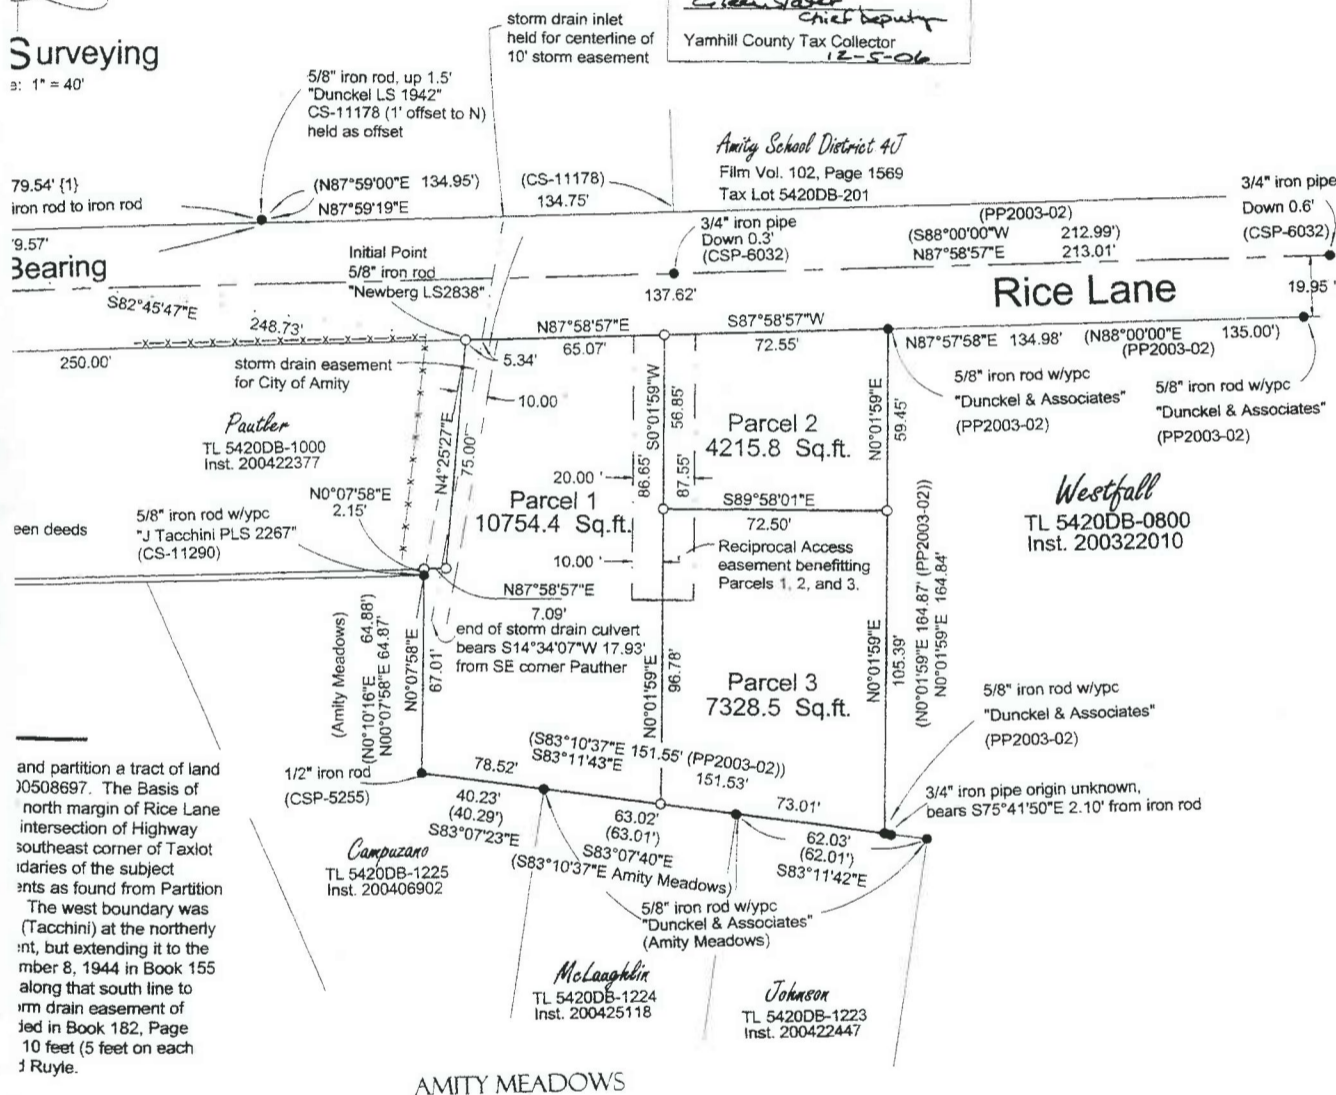 Surveying
1" = 40'
storm drain inlet
held for centerline of
10' storm easement
Chief Deputy
Yamhill County Tax Collector
12-5-06
5/8" iron rod, up 1.5'
"Dunckel LS 1942"
CS-11178 (1' offset to N)
held as offset
79.54' {1}
iron rod to iron rod
(N87°59'00"E 134.95')
N87°59'19"E
(CS-11178)
134.75'
Amity School District 4J
Film Vol. 102, Page 1569
Tax Lot 5420DB-201
(PP2003-02)
(S88°00'00"W 212.99')
N87°58'57"E 213.01'
3/4" iron pipe
Down 0.6'
(CSP-6032)
3/4" iron pipe
Down 0.3'
(CSP-6032)
9.57'
Bearing
S82°45'47"E
248.73'
250.00'
Initial Point
5/8" iron rod
"Newberg LS2838"
137.62'
Rice Lane
19.95'
N87°58'57"E
65.07'
S87°58'57"W
72.55'
N87°57'58"E 134.98'
(N88°00'00"E 135.00')
(PP2003-02)
5.34'
10.00
storm drain easement
for City of Amity
5/8" iron rod w/ypc
"Dunckel & Associates"
(PP2003-02)
5/8" iron rod w/ypc
"Dunckel & Associates"
(PP2003-02)
Pautler
TL 5420DB-1000
Inst. 200422377
N4°25'27"E
75.00'
S0°01'59"W
56.85'
86.65'
87.55'
20.00'
Parcel 2
4215.8 Sq.ft.
N0°01'59"E
59.45'
Parcel 1
10754.4 Sq.ft.
S89°58'01"E
72.50'
Westfall
TL 5420DB-0800
Inst. 200322010
N0°07'58"E
2.15'
5/8" iron rod w/ypc
"J Tacchini PLS 2267"
(CS-11290)
een deeds
10.00'
Reciprocal Access
easement benefitting
Parcels 1, 2, and 3.
N87°58'57"E
7.09'
end of storm drain culvert
bears S14°34'07"W 17.93'
from SE corner Pauther
(Amity Meadows)
(N0°10'16"E 64.88')
N00°07'58"E 64.87'
N0°07'58"E
67.01'
N0°01'59"E
96.78'
Parcel 3
7328.5 Sq.ft.
N0°01'59"E
105.39'
(N0°01'59"E 164.87' (PP2003-02))
N0°01'59"E 164.84'
5/8" iron rod w/ypc
"Dunckel & Associates"
(PP2003-02)
1/2" iron rod
(CSP-5255)
78.52'
(S83°10'37"E 151.55' (PP2003-02))
S83°11'43"E
151.53'
73.01'
3/4" iron pipe origin unknown,
bears S75°41'50"E 2.10' from iron rod
40.23'
(40.29')
S83°07'23"E
63.02'
(63.01')
S83°07'40"E
(S83°10'37"E Amity Meadows)
62.03'
(62.01')
S83°11'42"E
Campuzano
TL 5420DB-1225
Inst. 200406902
5/8" iron rod w/ypc
"Dunckel & Associates"
(Amity Meadows)
McLaughlin
TL 5420DB-1224
Inst. 200425118
Johnson
TL 5420DB-1223
Inst. 200422447
and partition a tract of land
00508697. The Basis of
north margin of Rice Lane
intersection of Highway
southeast corner of Taxlot
daries of the subject
ents as found from Partition
The west boundary was
(Tacchini) at the northerly
nt, but extending it to the
mber 8, 1944 in Book 155
along that south line to
rm drain easement of
ded in Book 182, Page
10 feet (5 feet on each
Ruyle.
AMITY MEADOWS